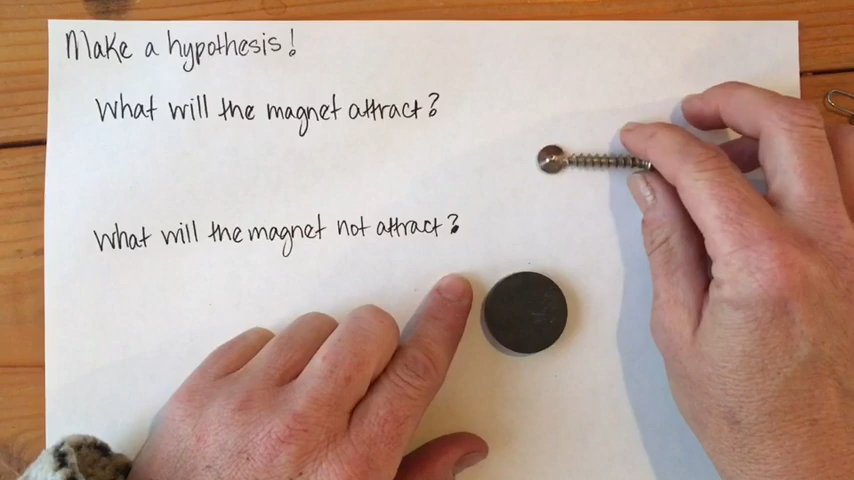 Make a hypothesis!
What will the magnet attract?
What will the magnet not attract?